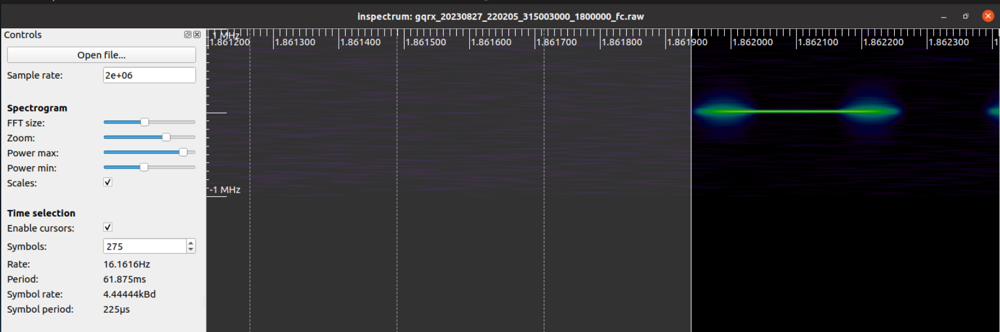 inspectrum: gqrx_20230827_220205_315003000_1800000_fc.raw
Controls
Open file...
Sample rate: 2e+06
Spectrogram
FFT size:
Zoom:
Power max:
Power min:
Scales:
Time selection
Enable cursors:
Symbols: 275
Rate: 16.1616Hz
Period: 61.875ms
Symbol rate: 4.44444kBd
Symbol period: 225µs
1 MHz
1.861200 1.861300 1.861400 1.861500 1.861600 1.861700 1.861800 1.861900 1.862000 1.862100 1.862200 1.862300 1
-1 MHz